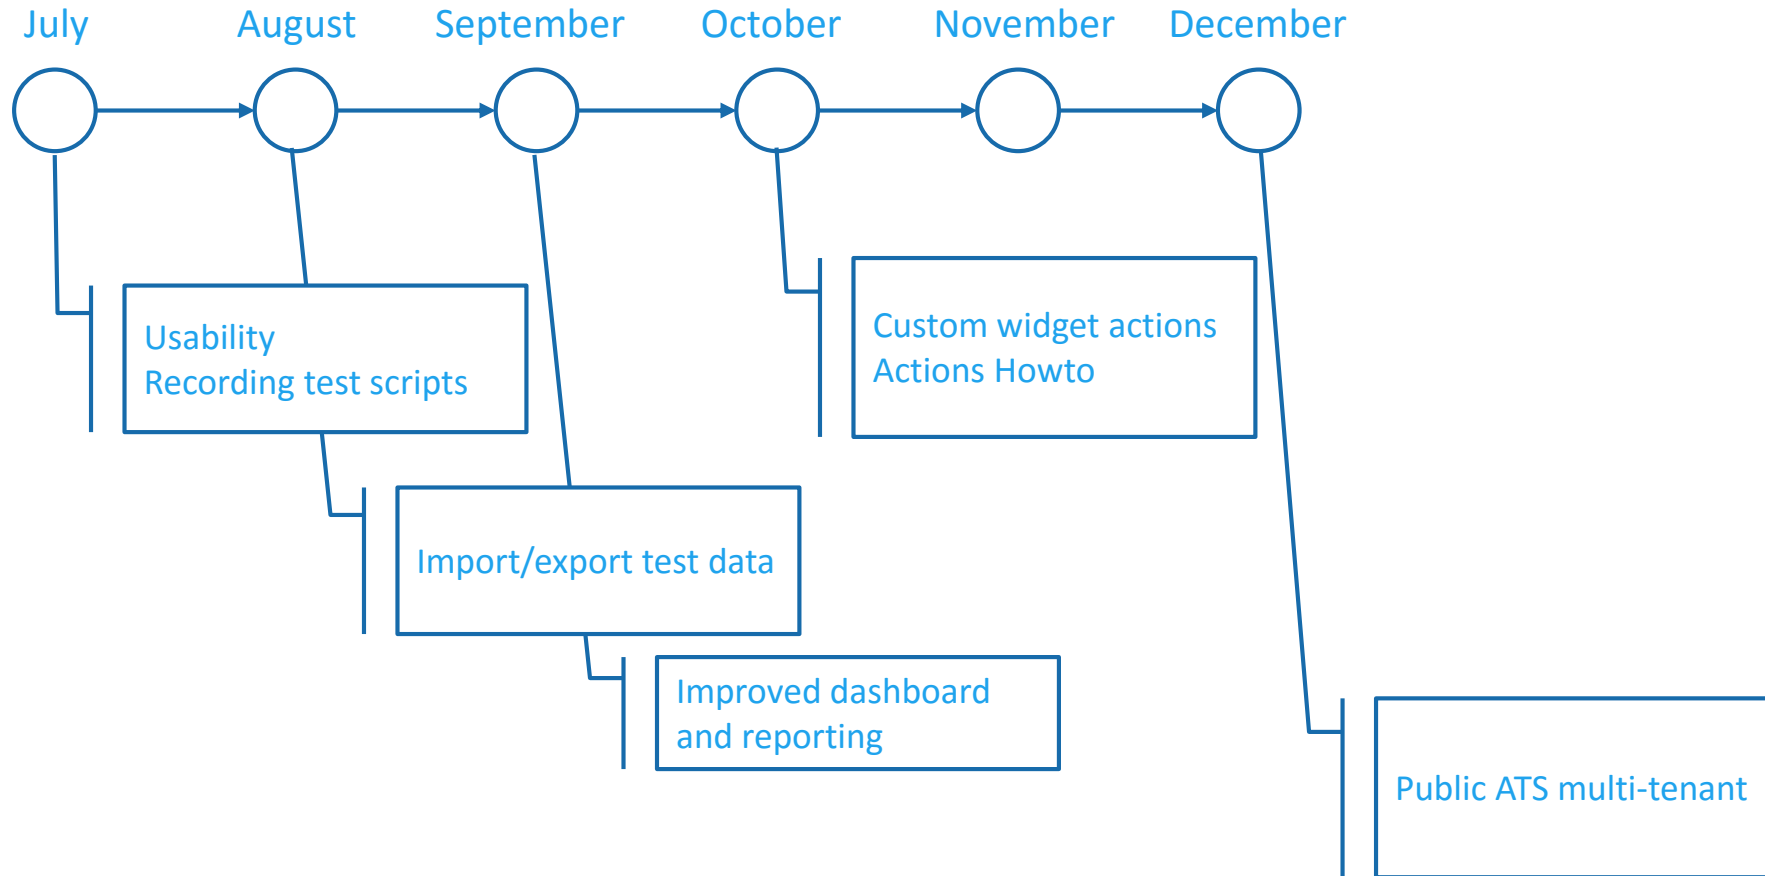 July
August
September
October
November
December
Usability
Recording test scripts
Custom widget actions
Actions Howto
Import/export test data
Improved dashboard
and reporting
Public ATS multi-tenant